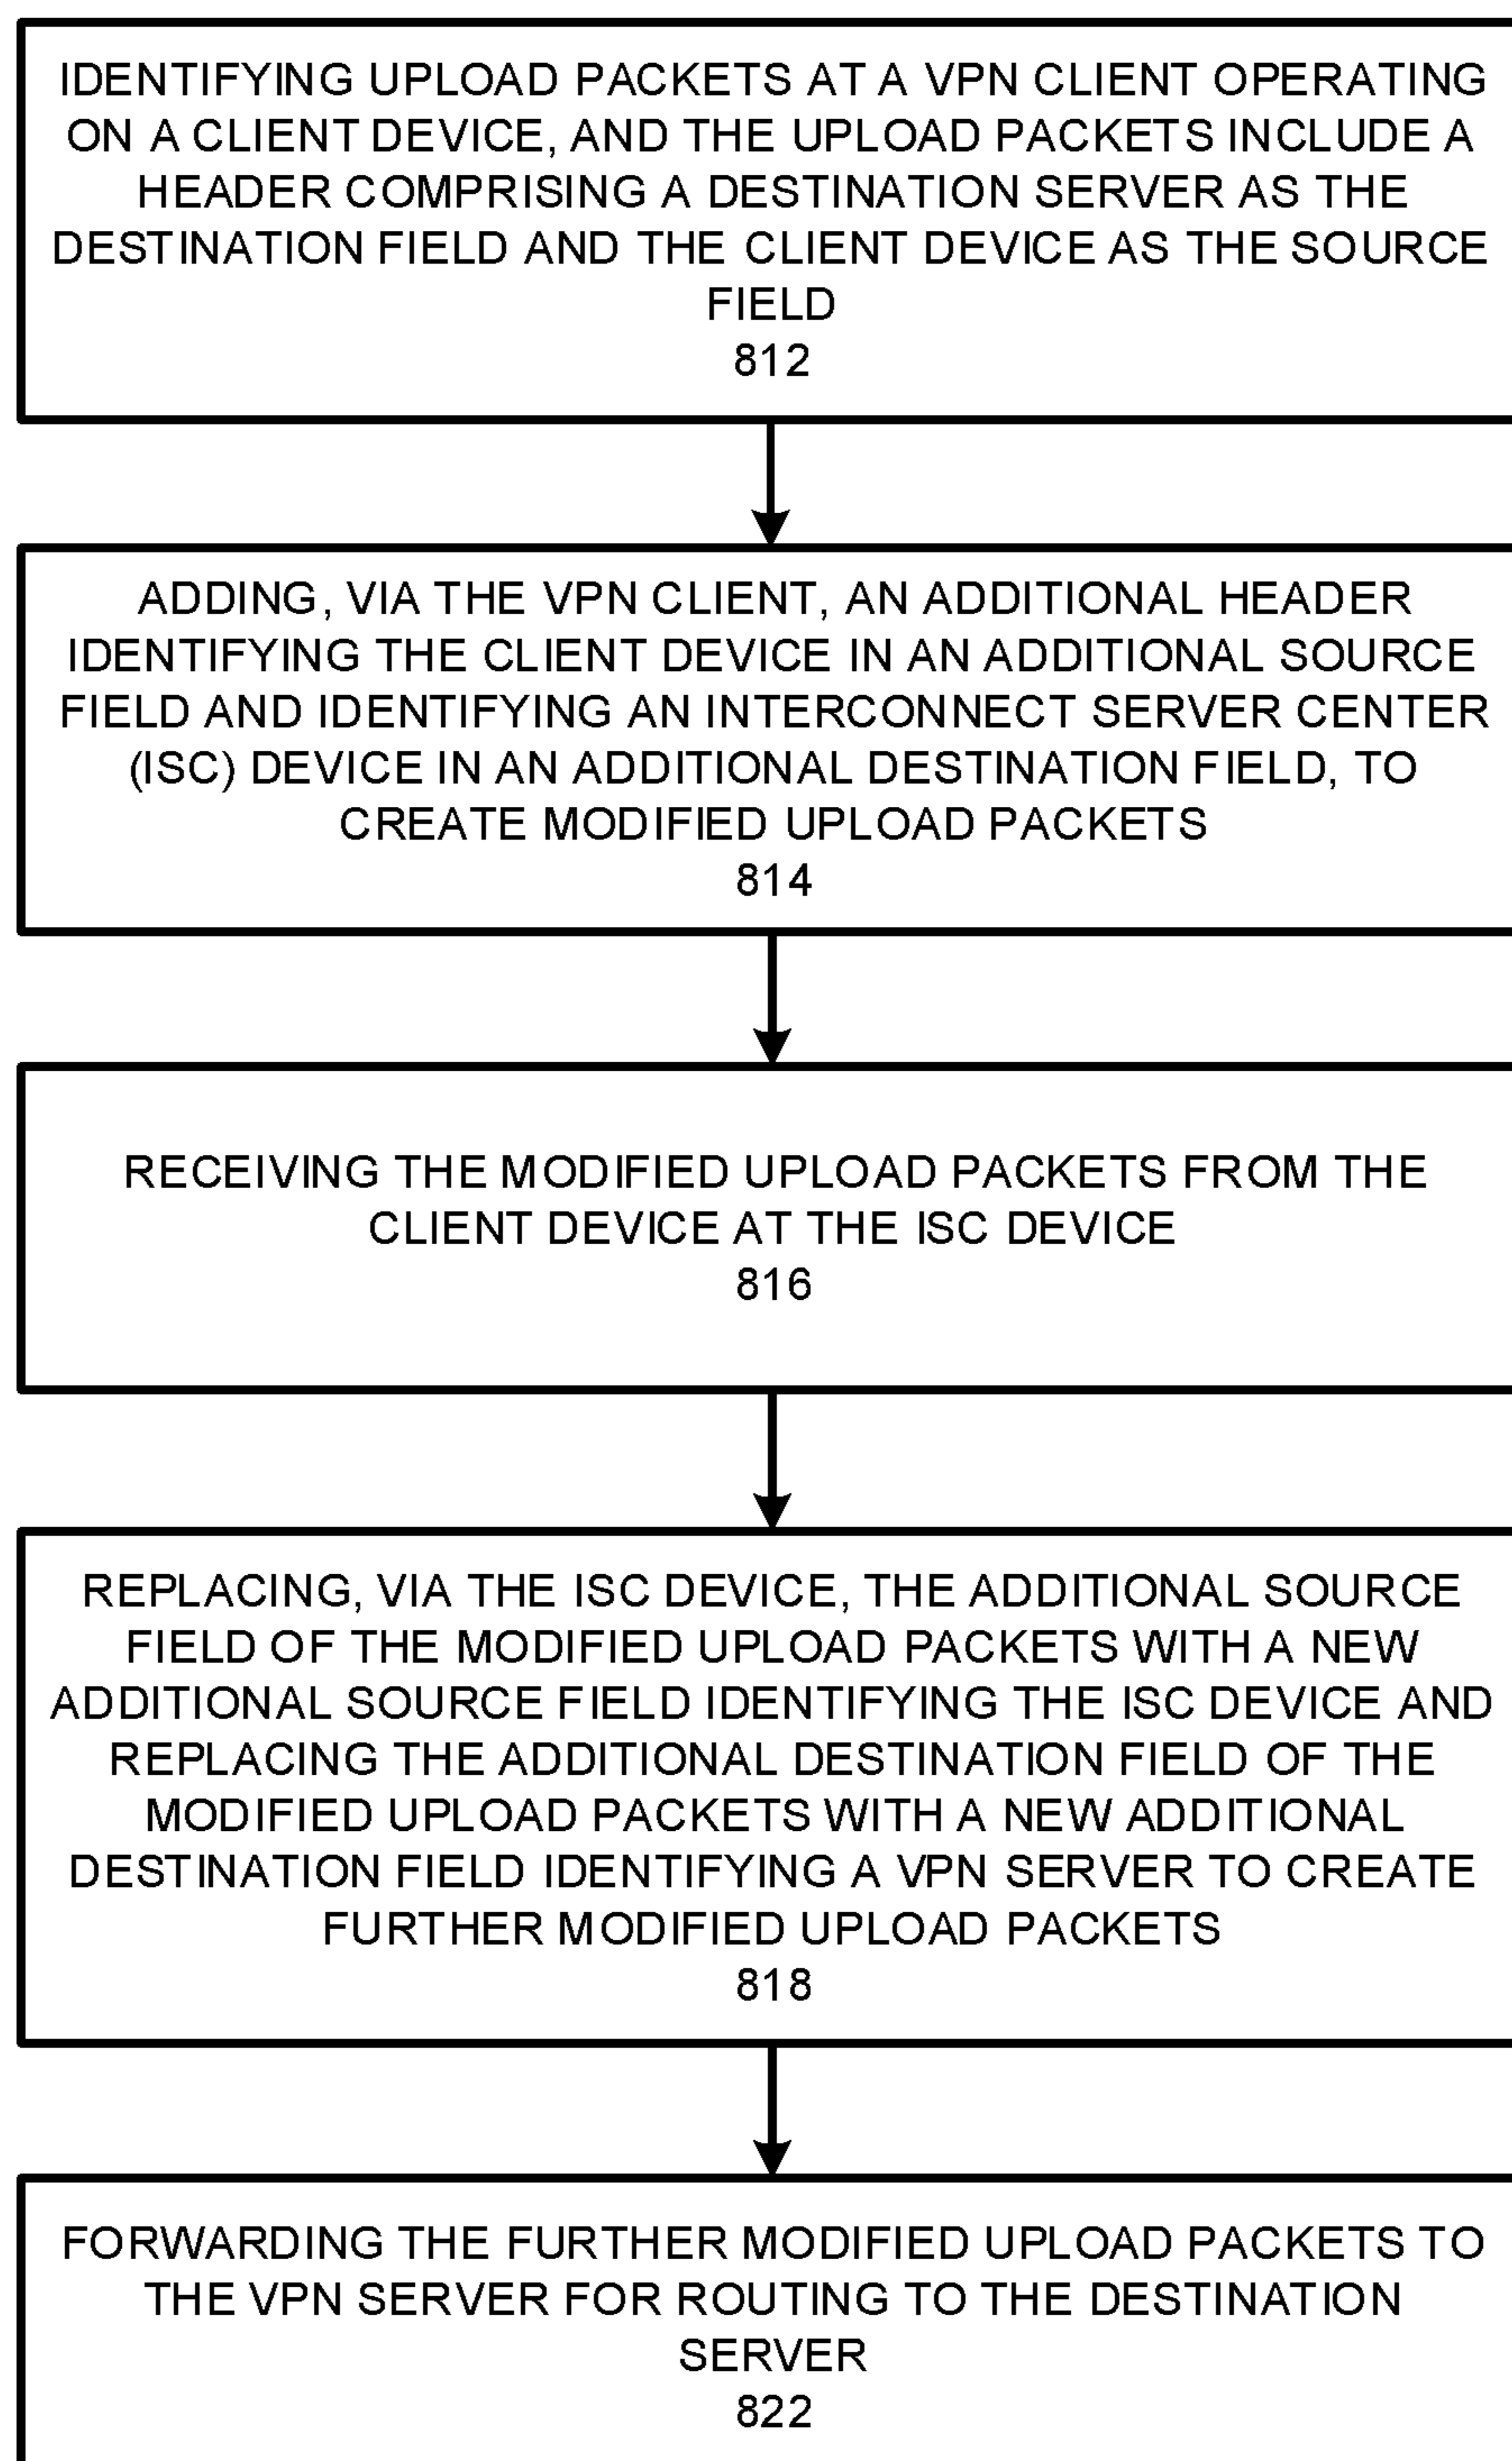 IDENTIFYING UPLOAD PACKETS AT A VPN CLIENT OPERATING
ON A CLIENT DEVICE, AND THE UPLOAD PACKETS INCLUDE A
HEADER COMPRISING A DESTINATION SERVER AS THE
DESTINATION FIELD AND THE CLIENT DEVICE AS THE SOURCE
FIELD
812
ADDING, VIA THE VPN CLIENT, AN ADDITIONAL HEADER
IDENTIFYING THE CLIENT DEVICE IN AN ADDITIONAL SOURCE
FIELD AND IDENTIFYING AN INTERCONNECT SERVER CENTER
(ISC) DEVICE IN AN ADDITIONAL DESTINATION FIELD, TO
CREATE MODIFIED UPLOAD PACKETS
814
RECEIVING THE MODIFIED UPLOAD PACKETS FROM THE
CLIENT DEVICE AT THE ISC DEVICE
816
REPLACING, VIA THE ISC DEVICE, THE ADDITIONAL SOURCE
FIELD OF THE MODIFIED UPLOAD PACKETS WITH A NEW
ADDITIONAL SOURCE FIELD IDENTIFYING THE ISC DEVICE AND
REPLACING THE ADDITIONAL DESTINATION FIELD OF THE
MODIFIED UPLOAD PACKETS WITH A NEW ADDITIONAL
DESTINATION FIELD IDENTIFYING A VPN SERVER TO CREATE
FURTHER MODIFIED UPLOAD PACKETS
818
FORWARDING THE FURTHER MODIFIED UPLOAD PACKETS TO
THE VPN SERVER FOR ROUTING TO THE DESTINATION
SERVER
822